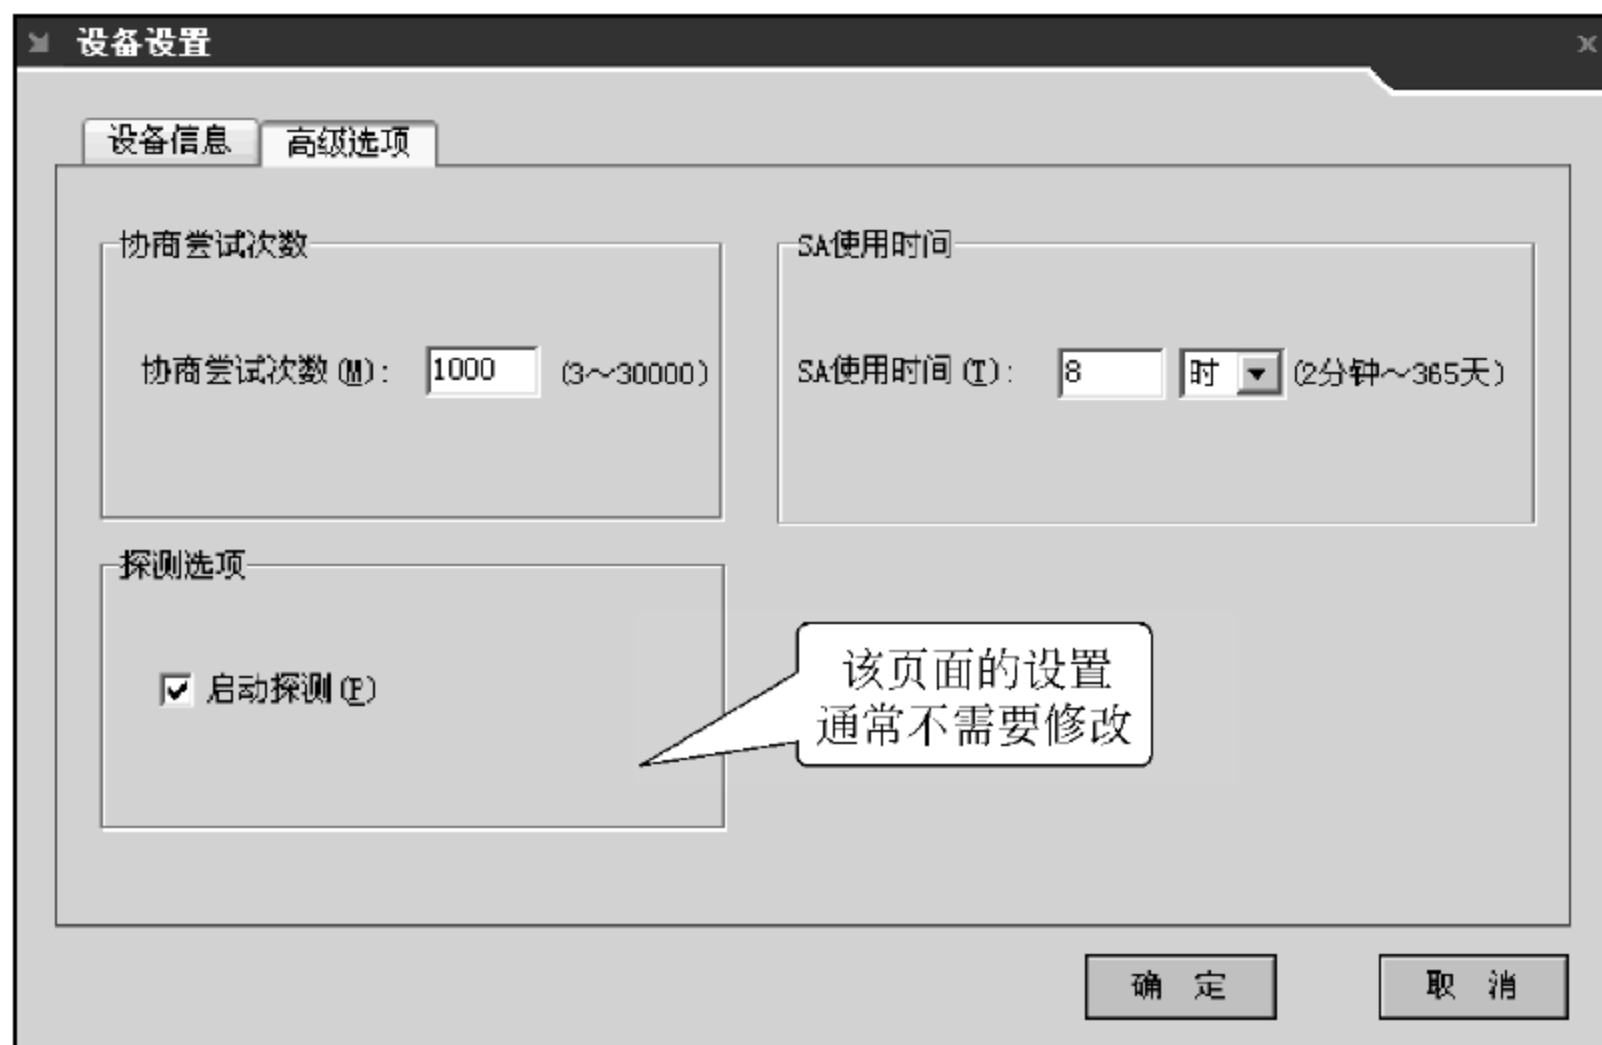 设备设置
设备信息 高级选项
协商尝试次数
协商尝试次数(M): 1000 (3～30000)
SA使用时间
SA使用时间(T): 8 时 (2分钟～365天)
探测选项
启动探测(P)
该页面的设置
通常不需要修改
确 定 取 消